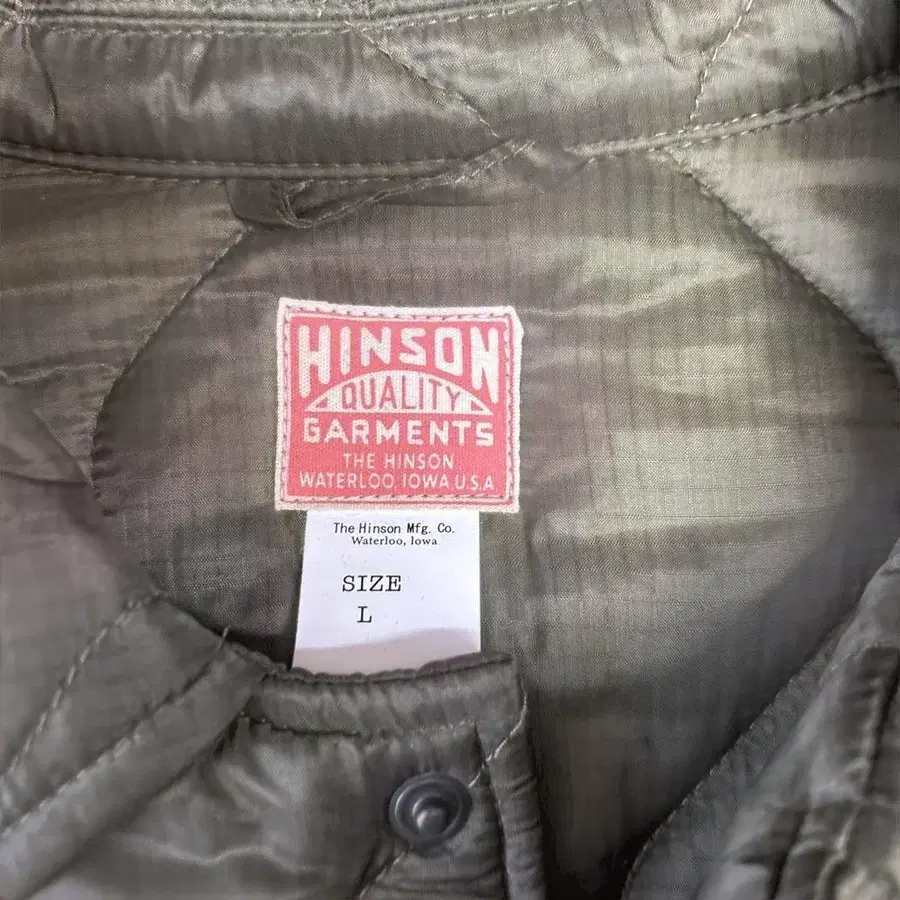 HINSON
QUALITY
GARMENTS
THE HINSON
WATERLOO, IOWA U.S.A.
The Hinson Mfg. Co.
Waterloo, Iowa
SIZE
L